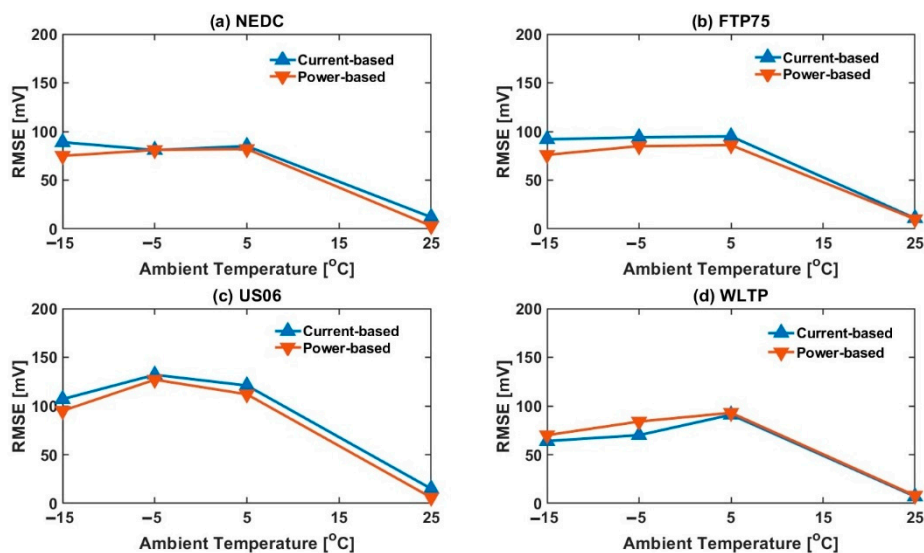 (a) NEDC
200
150
100
50
0
RMSE [mV]
Current-based
Power-based
−15
−5
5
15
25
Ambient Temperature [°C]
(b) FTP75
200
150
100
50
0
RMSE [mV]
Current-based
Power-based
−15
−5
5
15
25
Ambient Temperature [°C]
(c) US06
200
150
100
50
0
RMSE [mV]
Current-based
Power-based
−15
−5
5
15
25
Ambient Temperature [°C]
(d) WLTP
200
150
100
50
0
RMSE [mV]
Current-based
Power-based
−15
−5
5
15
25
Ambient Temperature [°C]